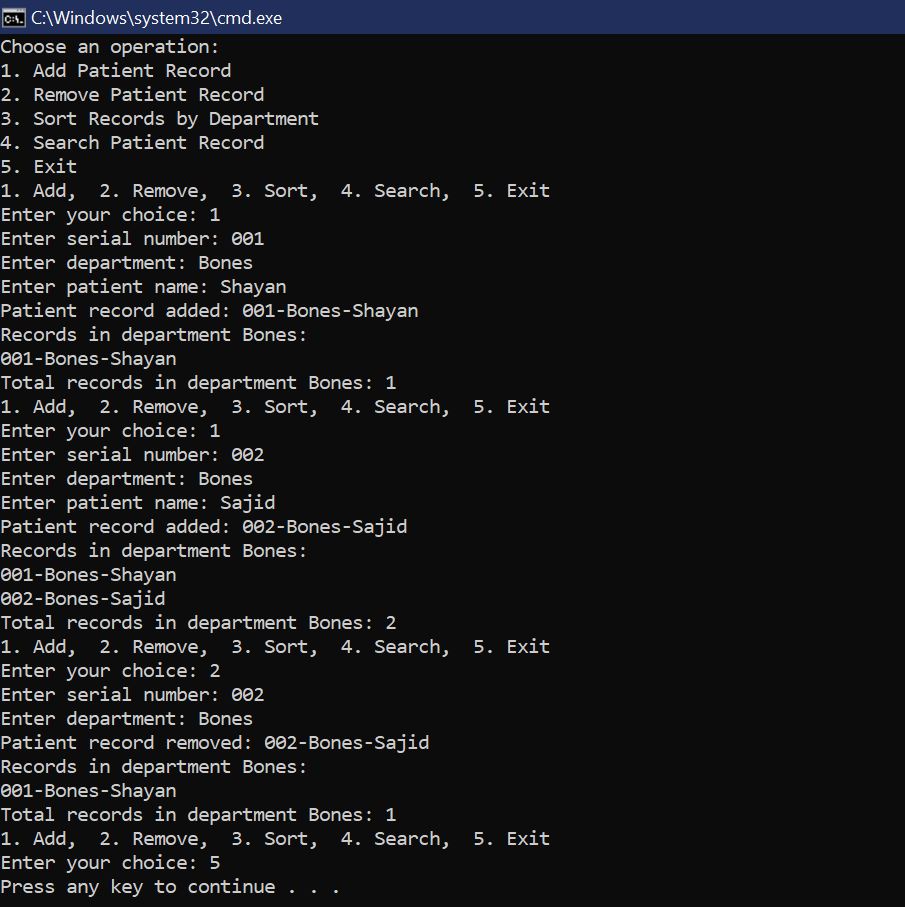 C:\Windows\system32\cmd.exe
Choose an operation:
1. Add Patient Record
2. Remove Patient Record
3. Sort Records by Department
4. Search Patient Record
5. Exit
1. Add,  2. Remove,  3. Sort,  4. Search,  5. Exit
Enter your choice: 1
Enter serial number: 001
Enter department: Bones
Enter patient name: Shayan
Patient record added: 001-Bones-Shayan
Records in department Bones:
001-Bones-Shayan
Total records in department Bones: 1
1. Add,  2. Remove,  3. Sort,  4. Search,  5. Exit
Enter your choice: 1
Enter serial number: 002
Enter department: Bones
Enter patient name: Sajid
Patient record added: 002-Bones-Sajid
Records in department Bones:
001-Bones-Shayan
002-Bones-Sajid
Total records in department Bones: 2
1. Add,  2. Remove,  3. Sort,  4. Search,  5. Exit
Enter your choice: 2
Enter serial number: 002
Enter department: Bones
Patient record removed: 002-Bones-Sajid
Records in department Bones:
001-Bones-Shayan
Total records in department Bones: 1
1. Add,  2. Remove,  3. Sort,  4. Search,  5. Exit
Enter your choice: 5
Press any key to continue . . .